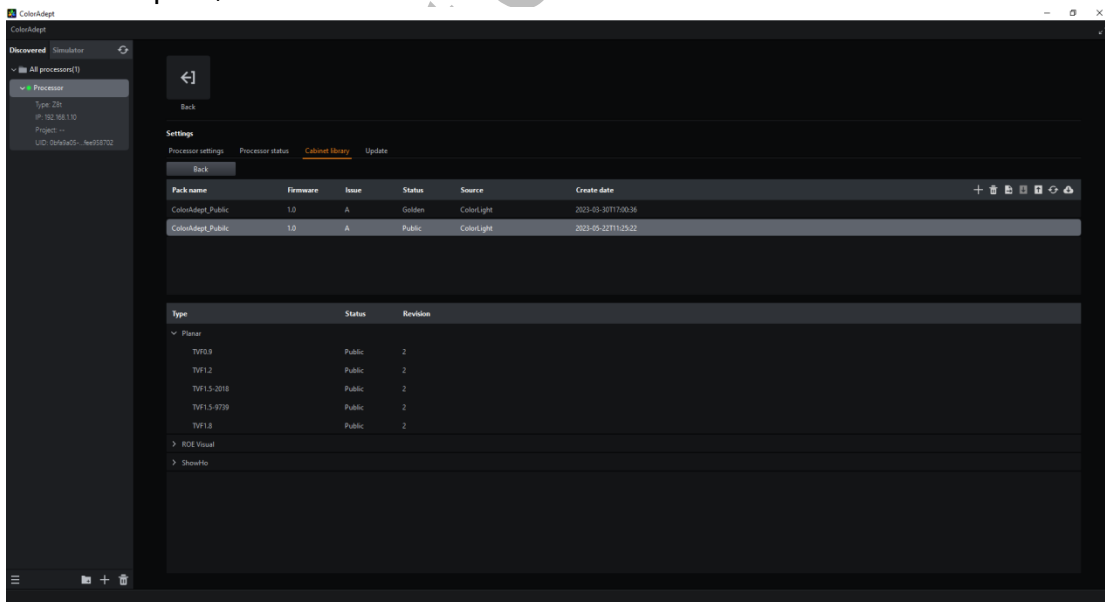 ColorAdept
ColorAdept
Discovered Simulator
All processors(1)
Processor
Type: Z8t
IP: 192.168.1.10
Project: --
Back
Settings
Processor settings Processor status Cabinet library Update
Back
Pack name Firmware Issue Status Source Create date
ColorAdept_Public 1.0 A Golden ColorLight 2023-03-30T17:00:36
ColorAdept_Public 1.0 A Public ColorLight 2023-05-22T11:25:22
Type Status Revision
Planar
TVF0.9 Public 2
TVF1.2 Public 2
TVF1.5-2018 Public 2
TVF1.5-9739 Public 2
TVF1.8 Public 2
ROE Visual
ShowHo